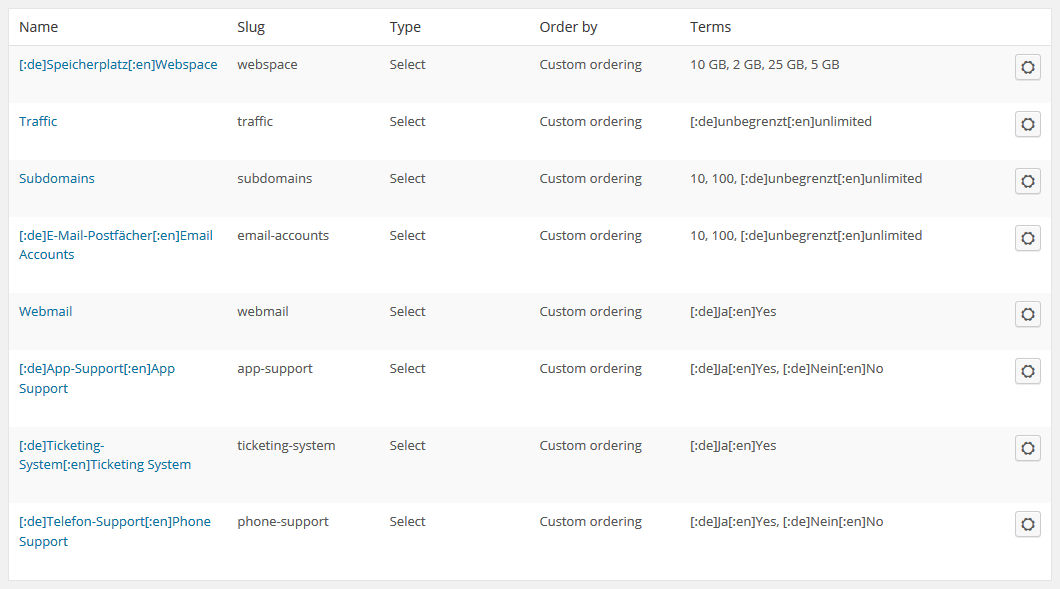 Name Slug Type Order by Terms
[:de]Speicherplatz[:en]Webspace webspace Select Custom ordering 10 GB, 2 GB, 25 GB, 5 GB
Traffic traffic Select Custom ordering [:de]unbegrenzt[:en]unlimited
Subdomains subdomains Select Custom ordering 10, 100, [:de]unbegrenzt[:en]unlimited
[:de]E-Mail-Postfächer[:en]Email email-accounts Select Custom ordering 10, 100, [:de]unbegrenzt[:en]unlimited
Accounts
Webmail webmail Select Custom ordering [:de]Ja[:en]Yes
[:de]App-Support[:en]App app-support Select Custom ordering [:de]Ja[:en]Yes, [:de]Nein[:en]No
Support
[:de]Ticketing- ticketing-system Select Custom ordering [:de]Ja[:en]Yes
System[:en]Ticketing System
[:de]Telefon-Support[:en]Phone phone-support Select Custom ordering [:de]Ja[:en]Yes, [:de]Nein[:en]No
Support